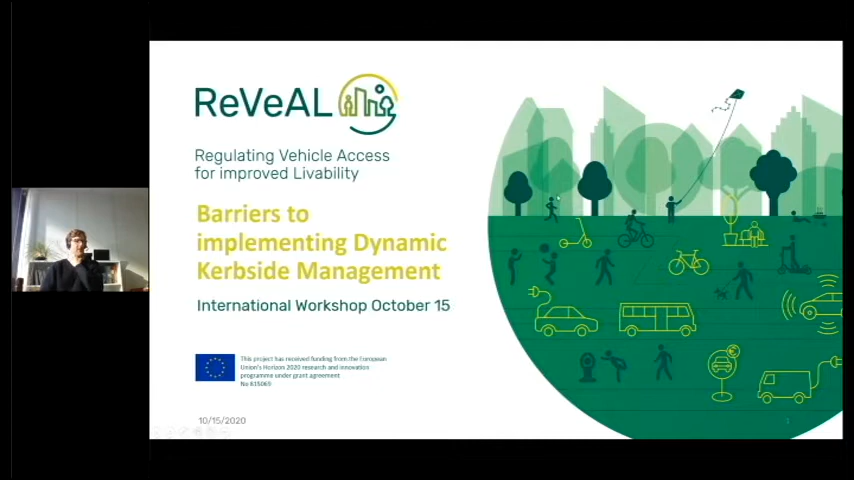 ReVeAL
Regulating Vehicle Access
for improved Livability
Barriers to
implementing Dynamic
Kerbside Management
International Workshop October 15
This project has received funding from the European
Union's Horizon 2020 research and innovation
programme under grant agreement
No 815069
10/15/2020